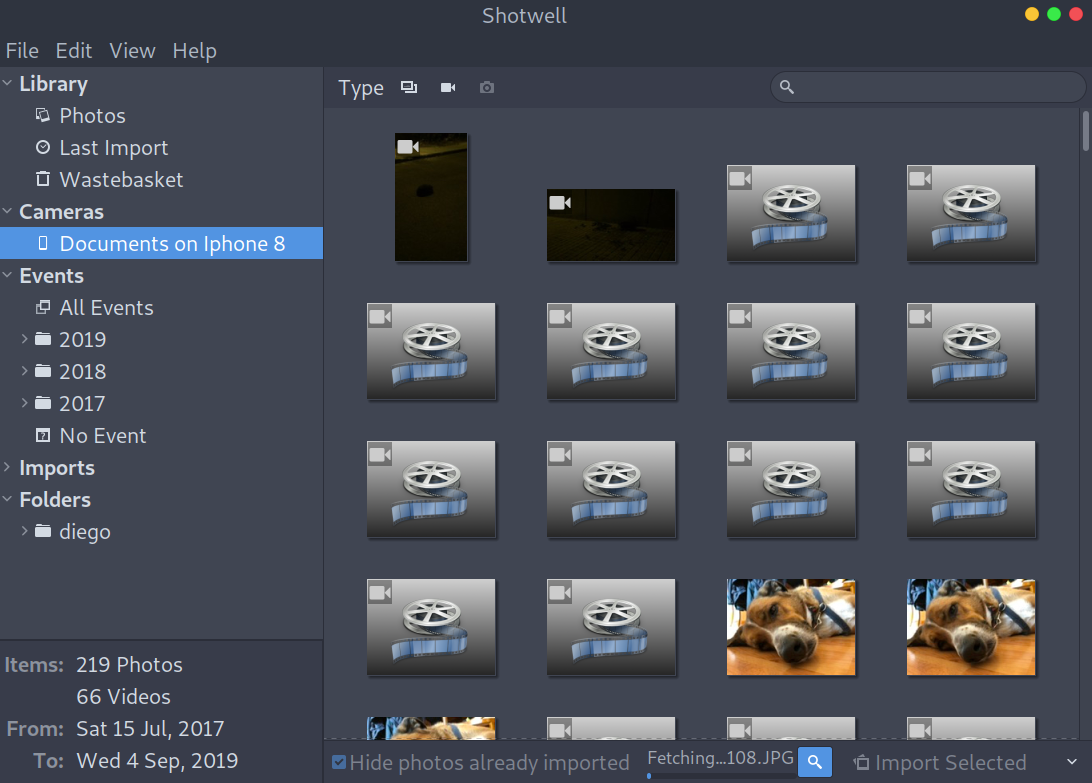 Shotwell
File Edit View Help
Library
Photos
Last Import
Wastebasket
Cameras
Documents on Iphone 8
Events
All Events
2019
2018
2017
No Event
Imports
Folders
diego
Items: 219 Photos
66 Videos
From: Sat 15 Jul, 2017
To: Wed 4 Sep, 2019
Type
Hide photos already imported
Fetching...108.JPG
Import Selected